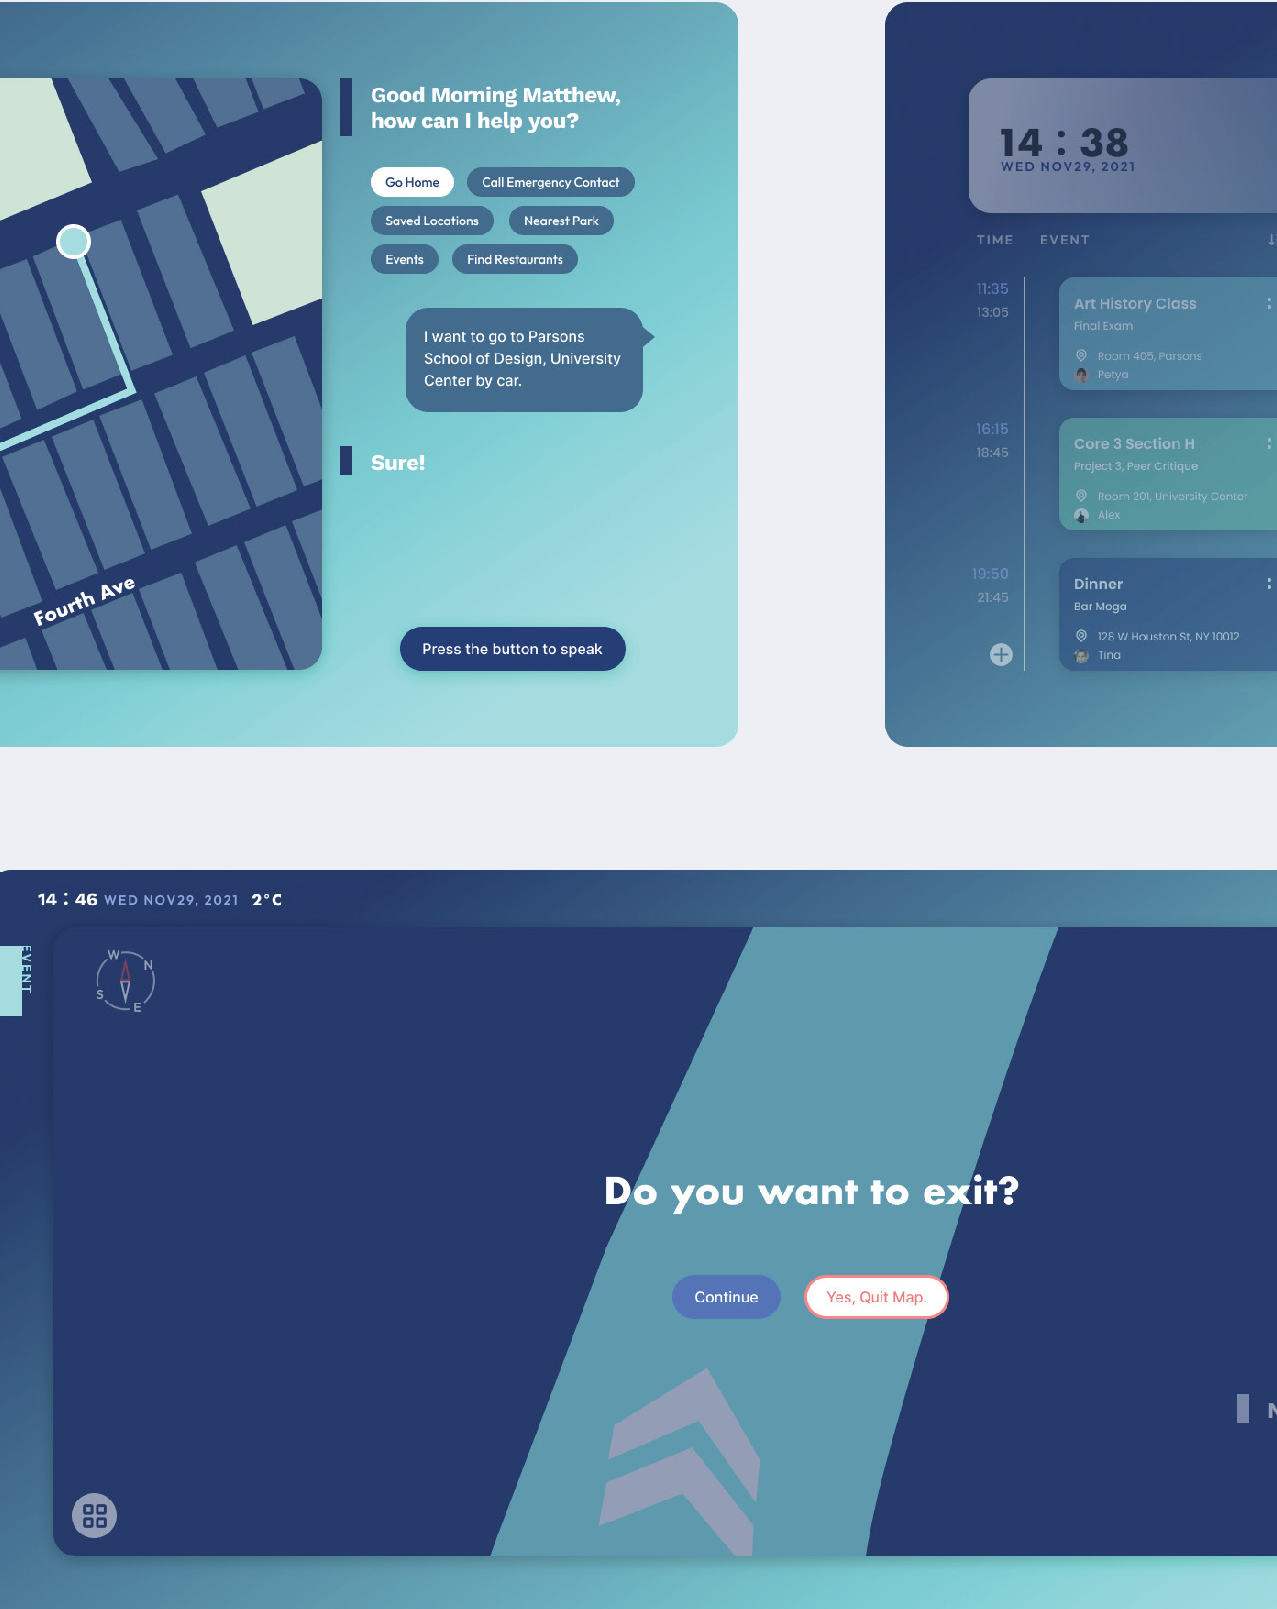 Good Morning Matthew,
how can I help you?
Go Home
Call Emergency Contact
Saved Locations
Nearest Park
Events
Find Restaurants
I want to go to Parsons
School of Design, University
Center by car.
Sure!
Press the button to speak
Fourth Ave
14 : 38
WED NOV29, 2021
TIME EVENT
11:35
13:05
Art History Class
Final Exam
Room 405, Parsons
Petya
16:15
18:45
Core 3 Section H
Project 3, Peer Critique
Room 201, University Center
Alex
19:50
21:45
Dinner
Bar Moga
128 W Houston St, NY 10012
Tina
14 : 46 WED NOV29, 2021 2°C
EVENT
W
N
S
E
Do you want to exit?
Continue
Yes, Quit Map.